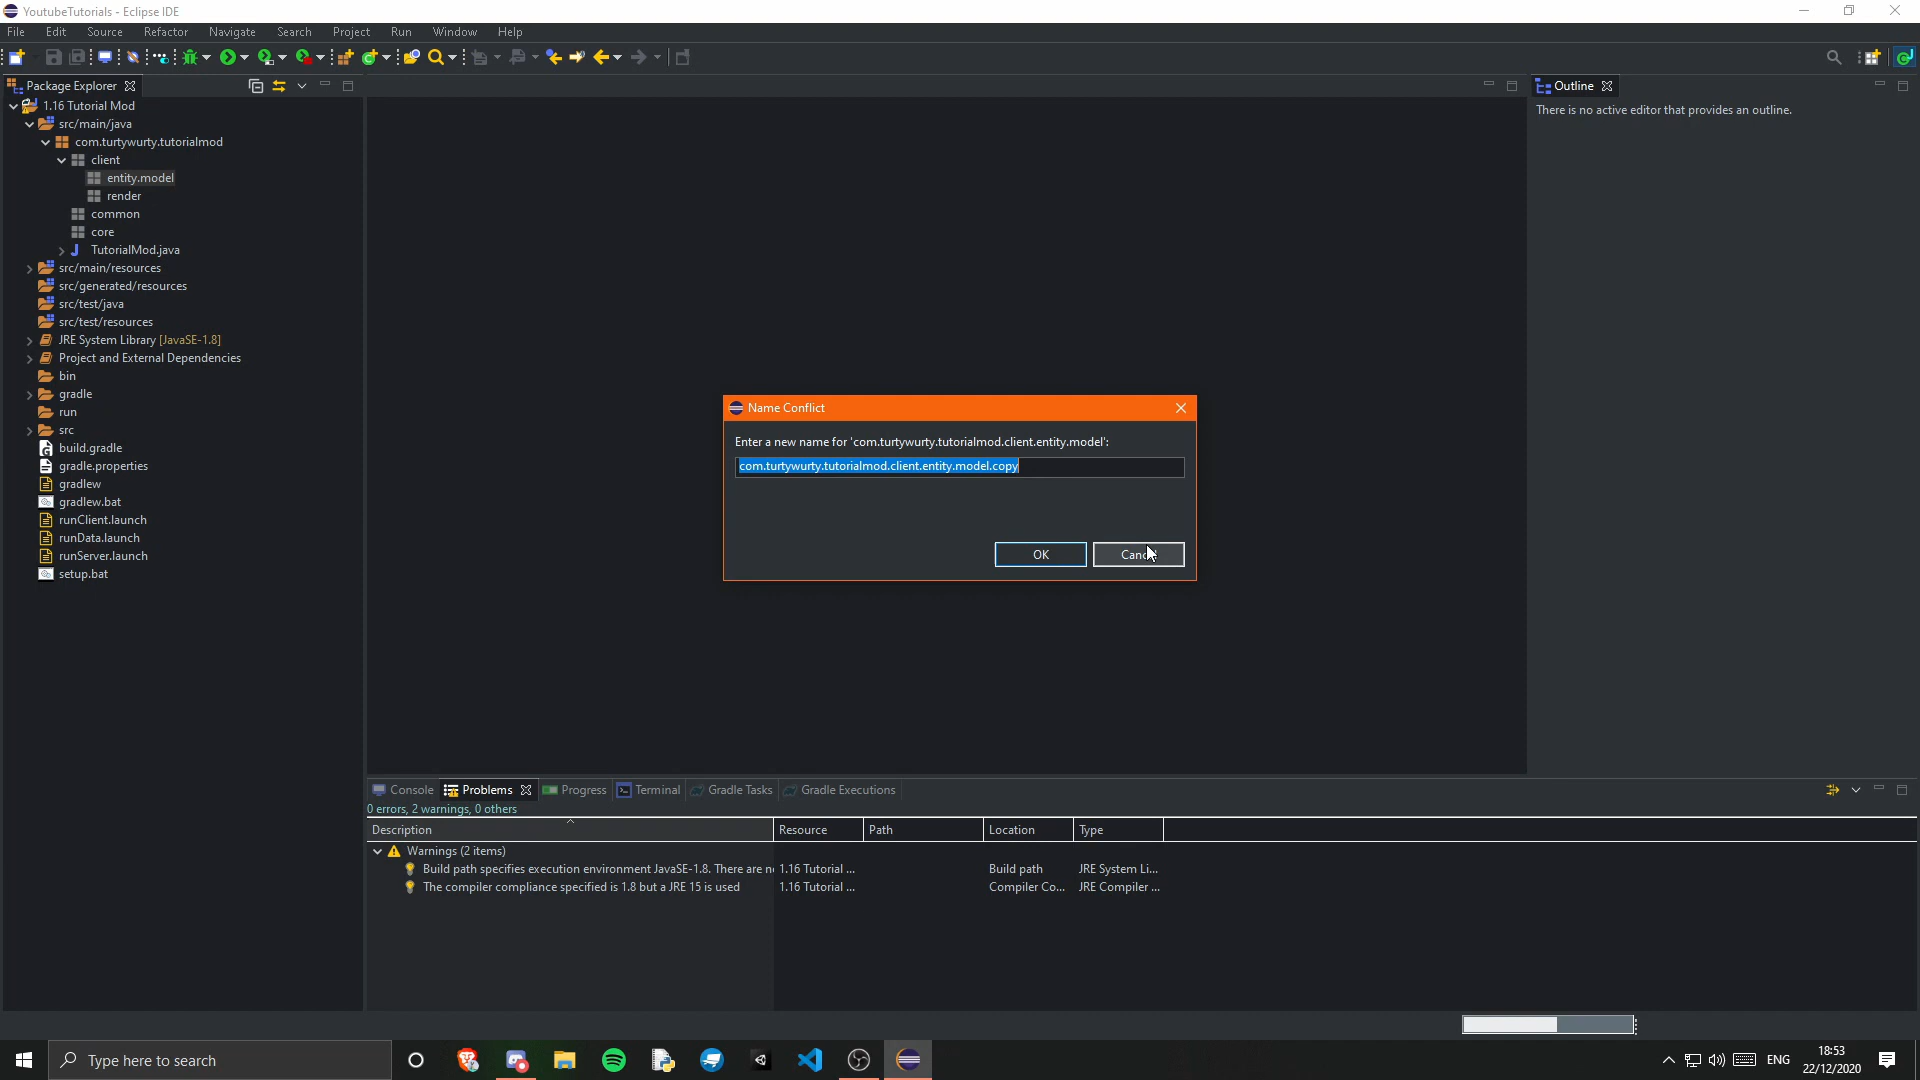 YoutubeTutorials - Eclipse IDE
File Edit Source Refactor Navigate Search Project Run Window Help
Package Explorer
1.16 Tutorial Mod
src/main/java
com.turtywurty.tutorialmod
client
entity.model
render
common
core
TutorialMod.java
src/main/resources
src/generated/resources
src/test/java
src/test/resources
JRE System Library [JavaSE-1.8]
Project and External Dependencies
bin
gradle
run
src
build.gradle
gradle.properties
gradlew
gradlew.bat
runClient.launch
runData.launch
runServer.launch
setup.bat
Outline
There is no active editor that provides an outline.
Name Conflict
Enter a new name for 'com.turtywurty.tutorialmod.client.entity.model':
com.turtywurty.tutorialmod.client.entity.model.copy
OK
Cancel
Console Problems Progress Terminal Gradle Tasks Gradle Executions
0 errors, 2 warnings, 0 others
Description Resource Path Location Type
Warnings (2 items)
Build path specifies execution environment JavaSE-1.8. There are n 1.16 Tutorial ... Build path JRE System Li...
The compiler compliance specified is 1.8 but a JRE 15 is used 1.16 Tutorial ... Compiler Co... JRE Compiler ...
Type here to search
ENG
18:53
22/12/2020